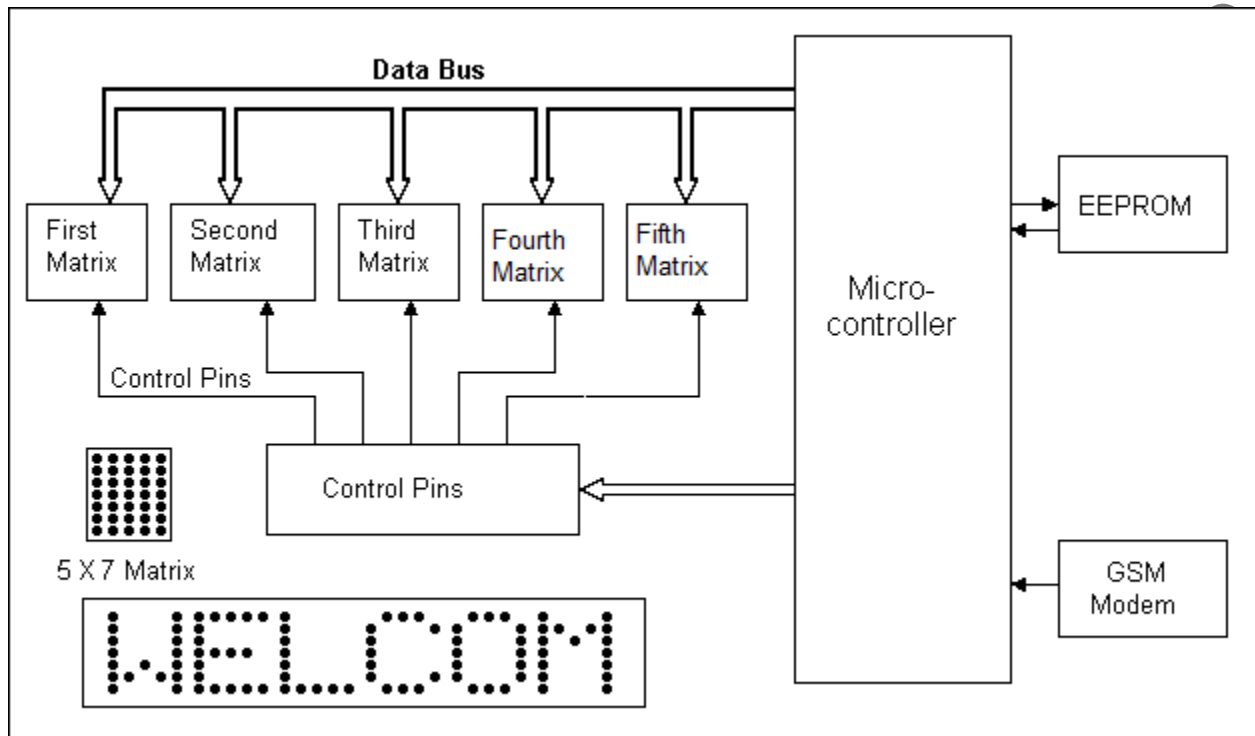 Data Bus
First
Matrix
Second
Matrix
Third
Matrix
Fourth
Matrix
Fifth
Matrix
EEPROM
Micro-
controller
Control Pins
Control Pins
5 X 7 Matrix
GSM
Modem
WELCOM